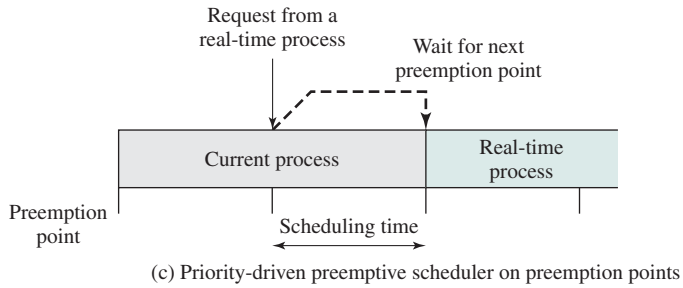 Request from a
real-time process
Wait for next
preemption point
Current process
Real-time
process
Preemption
point
Scheduling time
(c) Priority-driven preemptive scheduler on preemption points